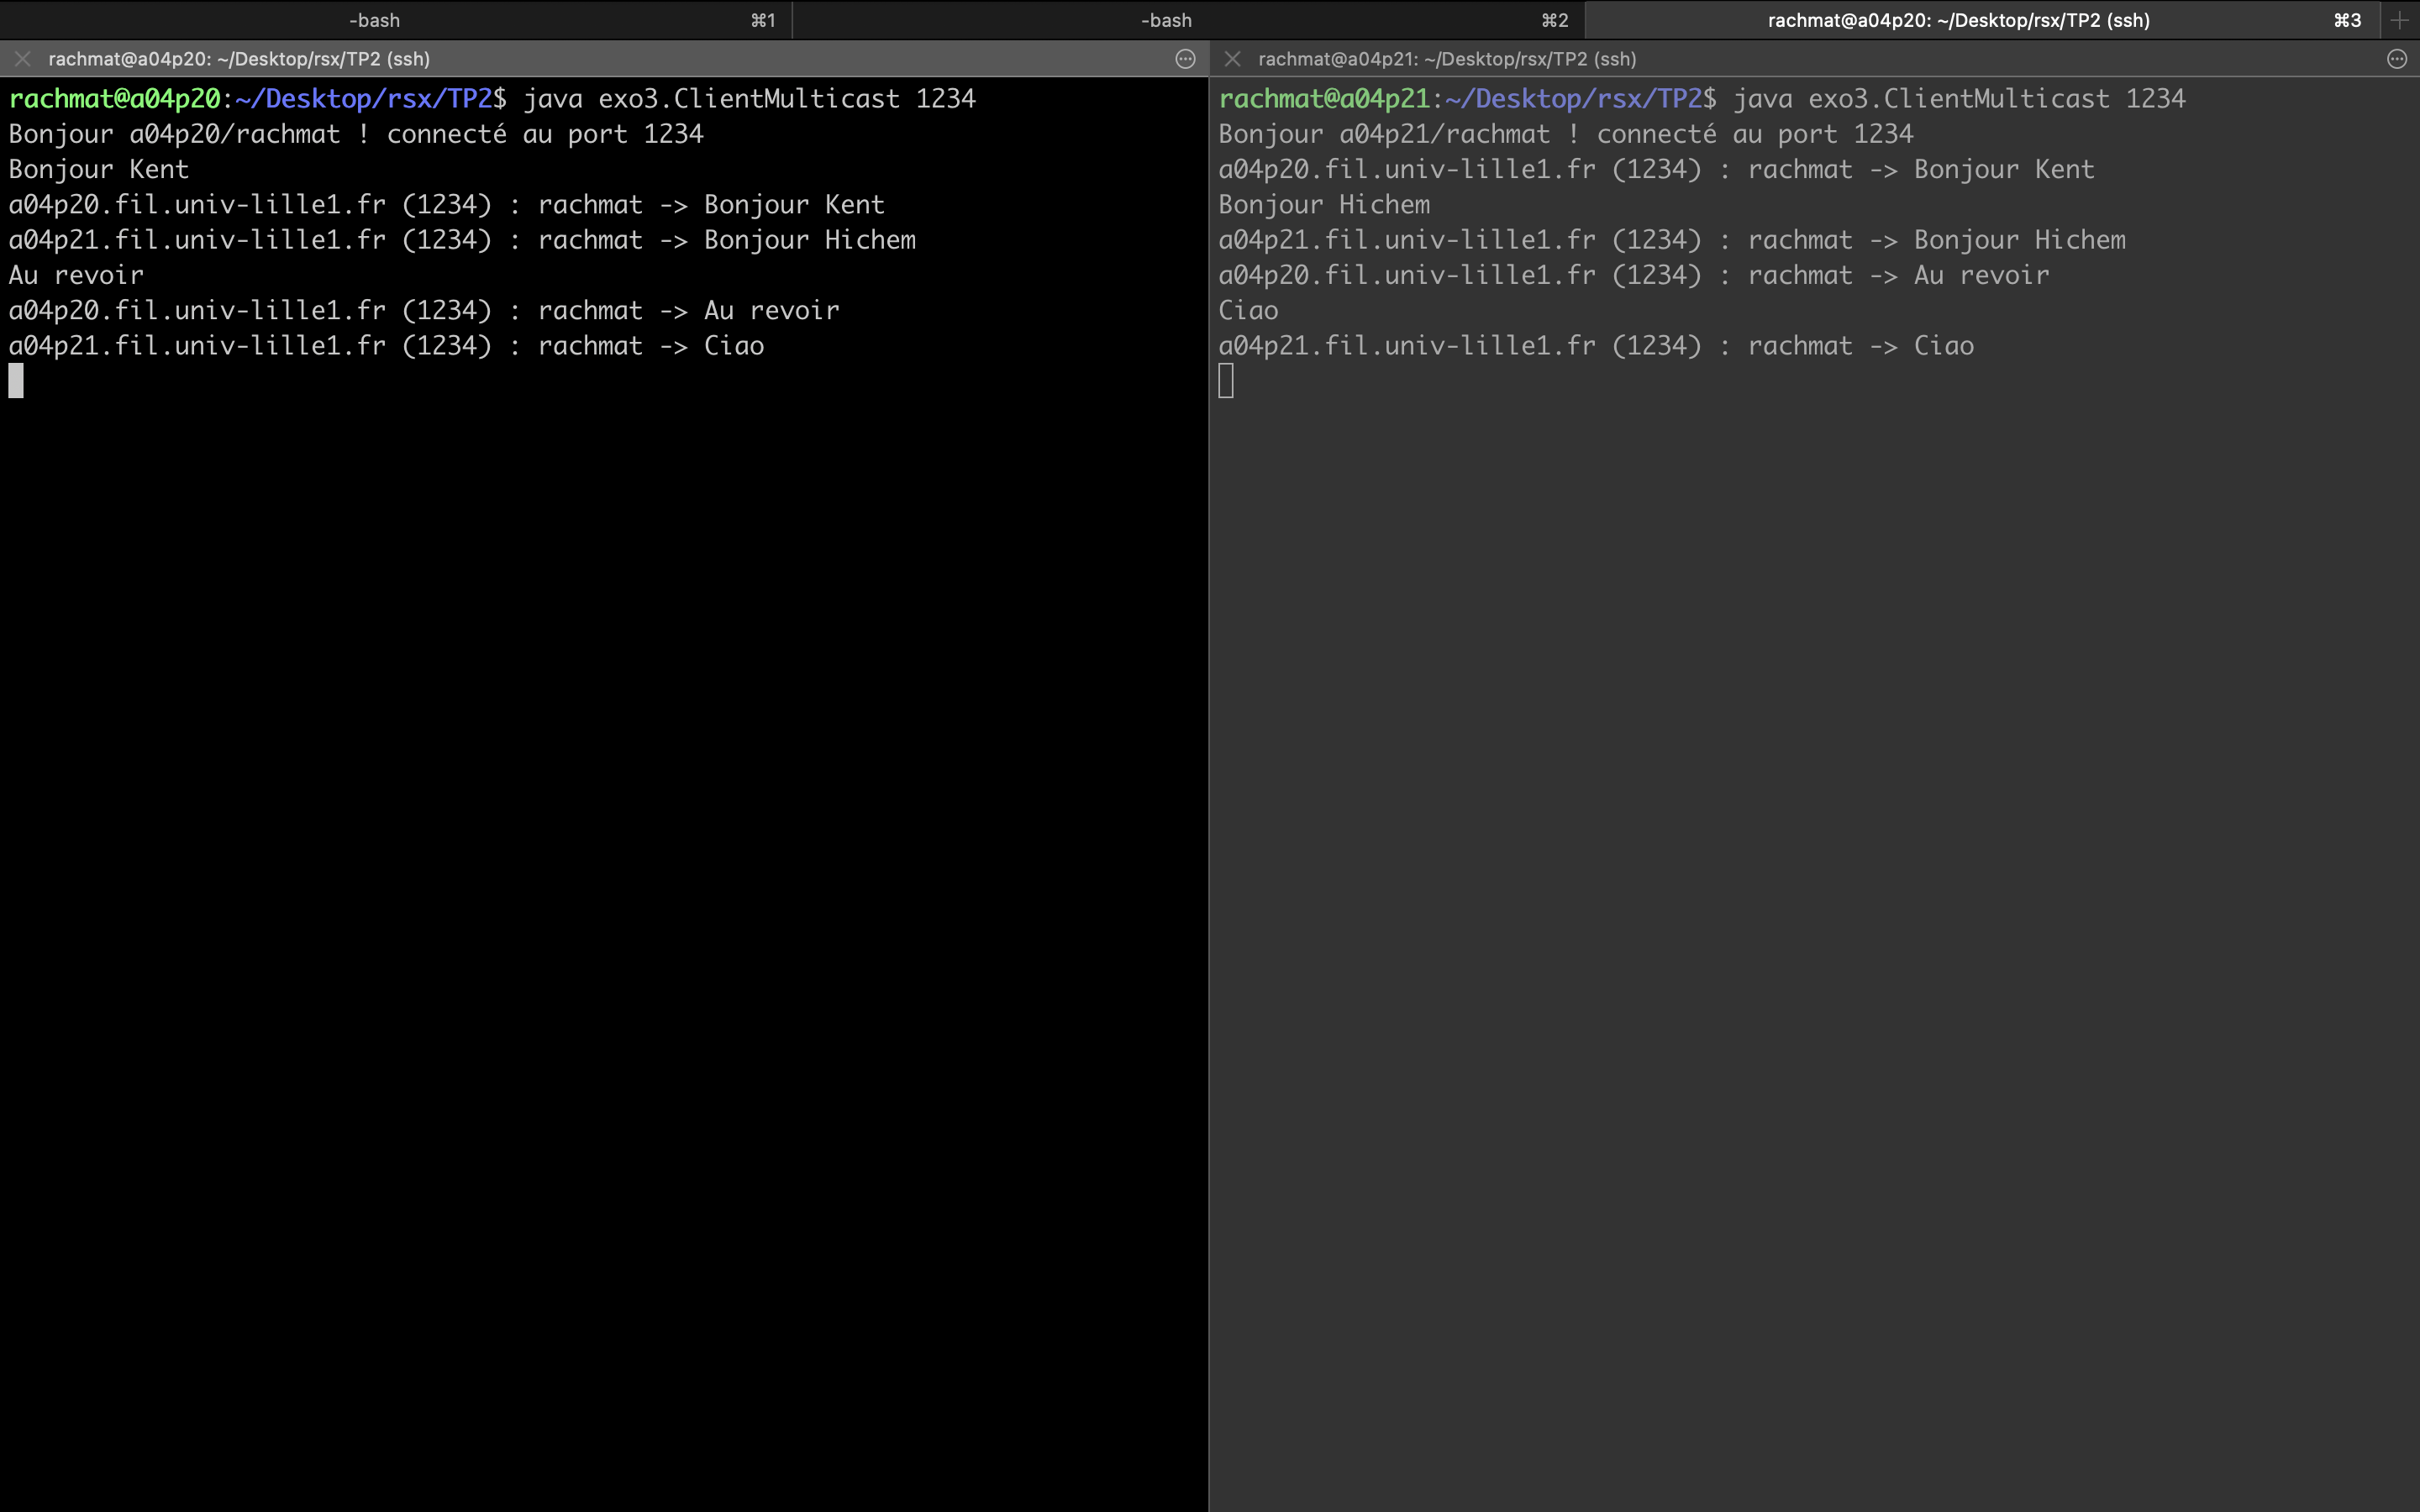 -bash ⌘1 -bash ⌘2 rachmat@a04p20: ~/Desktop/rsx/TP2 (ssh) ⌘3
rachmat@a04p20: ~/Desktop/rsx/TP2 (ssh)
rachmat@a04p20:~/Desktop/rsx/TP2$ java exo3.ClientMulticast 1234
Bonjour a04p20/rachmat ! connecté au port 1234
Bonjour Kent
a04p20.fil.univ-lille1.fr (1234) : rachmat -> Bonjour Kent
a04p21.fil.univ-lille1.fr (1234) : rachmat -> Bonjour Hichem
Au revoir
a04p20.fil.univ-lille1.fr (1234) : rachmat -> Au revoir
a04p21.fil.univ-lille1.fr (1234) : rachmat -> Ciao
rachmat@a04p21: ~/Desktop/rsx/TP2 (ssh)
rachmat@a04p21:~/Desktop/rsx/TP2$ java exo3.ClientMulticast 1234
Bonjour a04p21/rachmat ! connecté au port 1234
a04p20.fil.univ-lille1.fr (1234) : rachmat -> Bonjour Kent
Bonjour Hichem
a04p21.fil.univ-lille1.fr (1234) : rachmat -> Bonjour Hichem
a04p20.fil.univ-lille1.fr (1234) : rachmat -> Au revoir
Ciao
a04p21.fil.univ-lille1.fr (1234) : rachmat -> Ciao